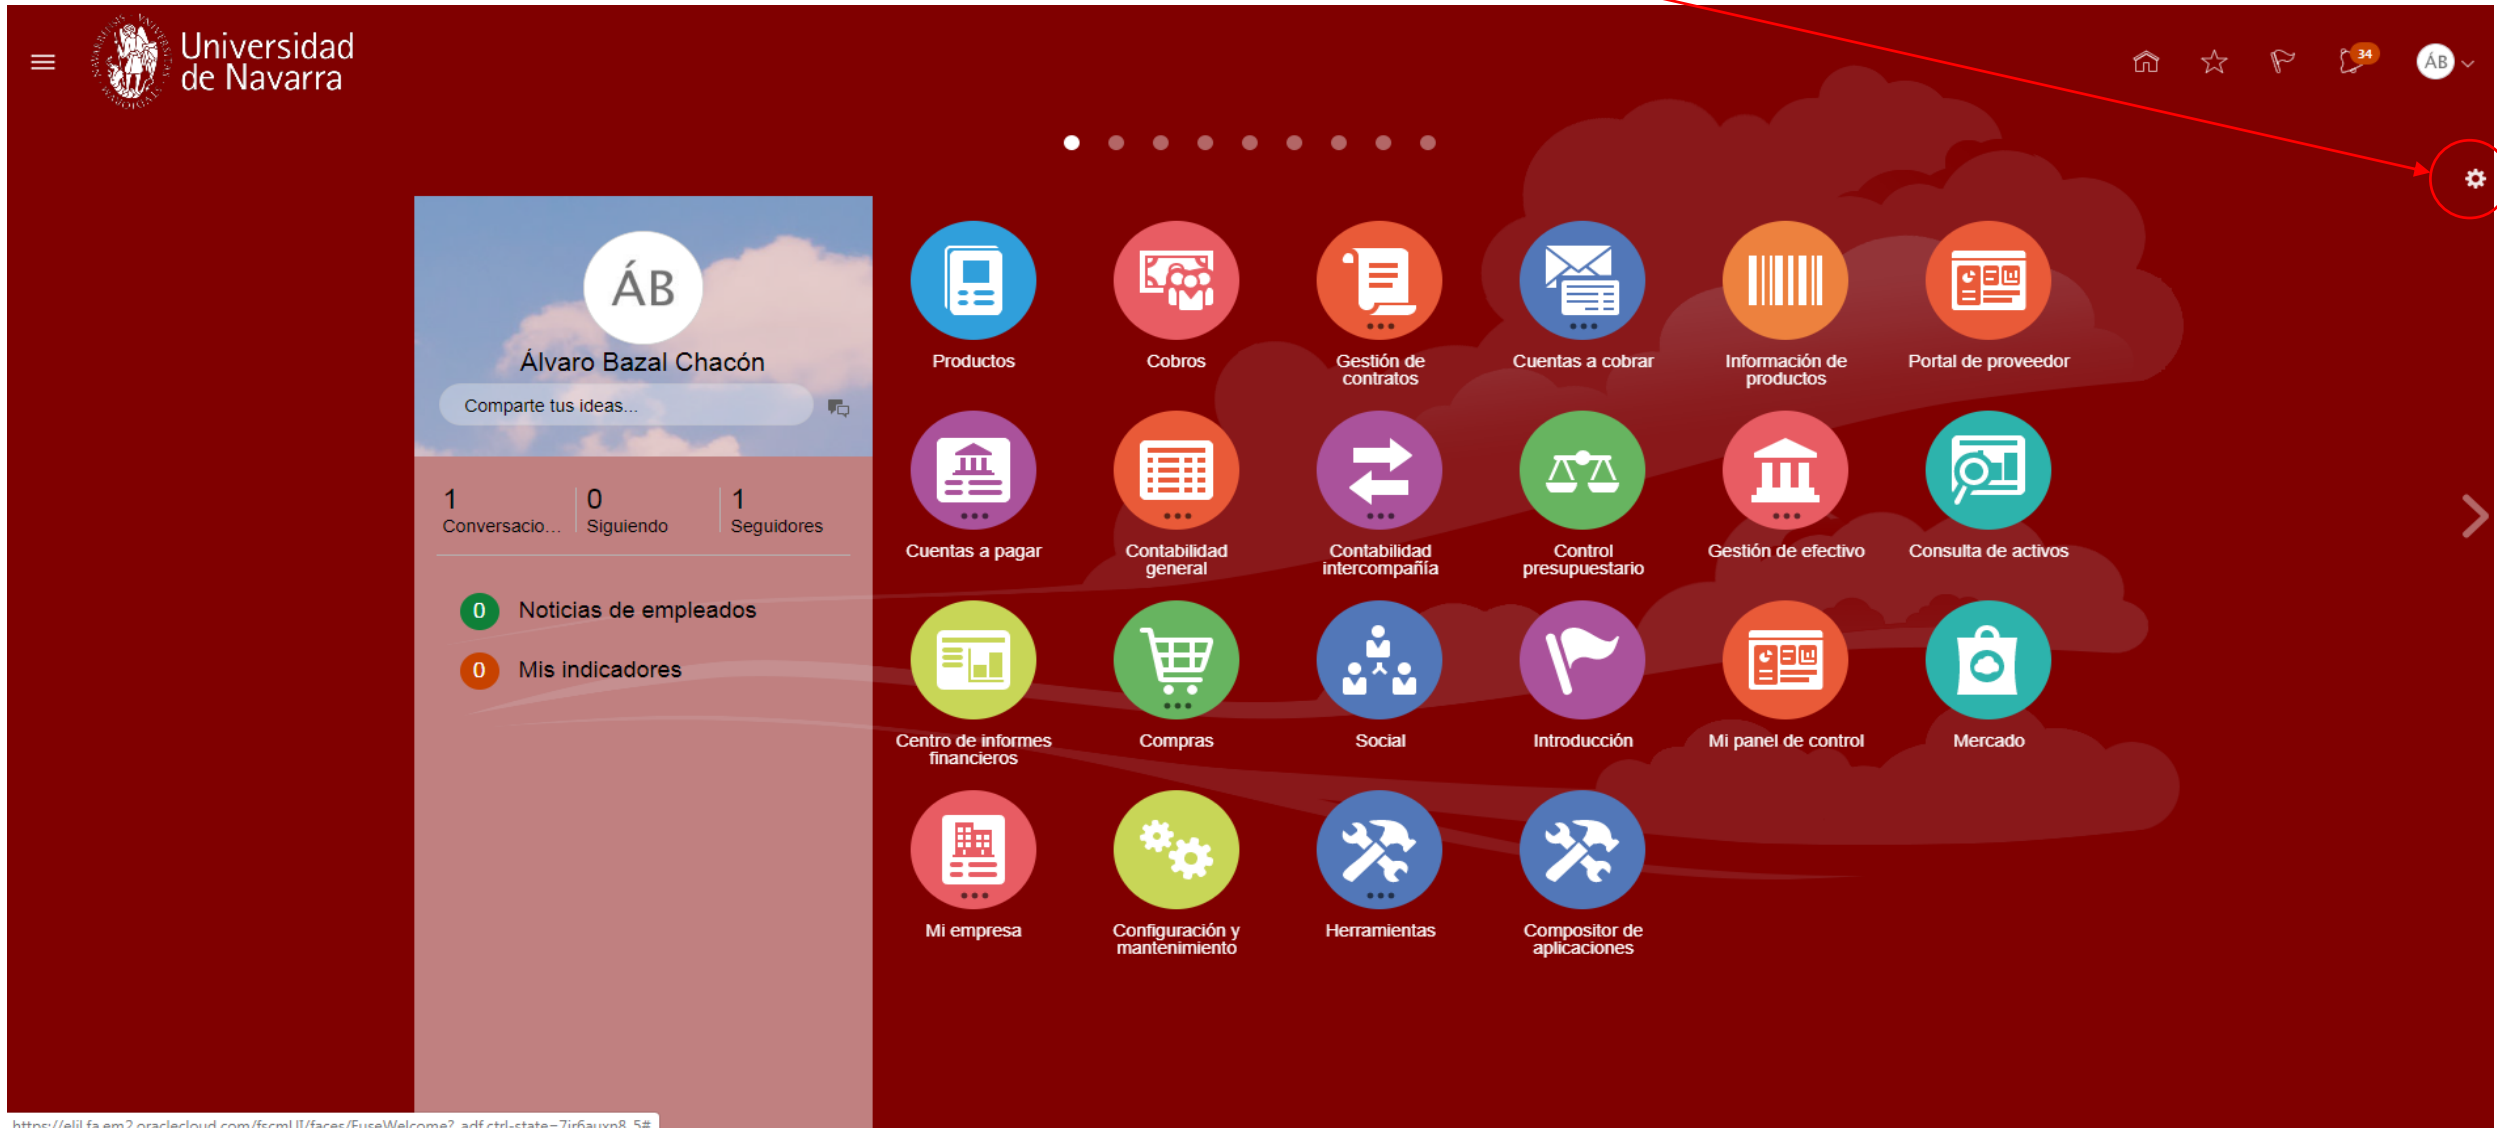 Universidad
de Navarra
34
ÁB
ÁB
Álvaro Bazal Chacón
Comparte tus ideas...
1
Conversacio...
0
Siguiendo
1
Seguidores
0 Noticias de empleados
0 Mis indicadores
Productos
Cobros
Gestión de
contratos
Cuentas a cobrar
Información de
productos
Portal de proveedor
Cuentas a pagar
Contabilidad
general
Contabilidad
intercompañía
Control
presupuestario
Gestión de efectivo
Consulta de activos
Centro de informes
financieros
Compras
Social
Introducción
Mi panel de control
Mercado
Mi empresa
Configuración y
mantenimiento
Herramientas
Compositor de
aplicaciones